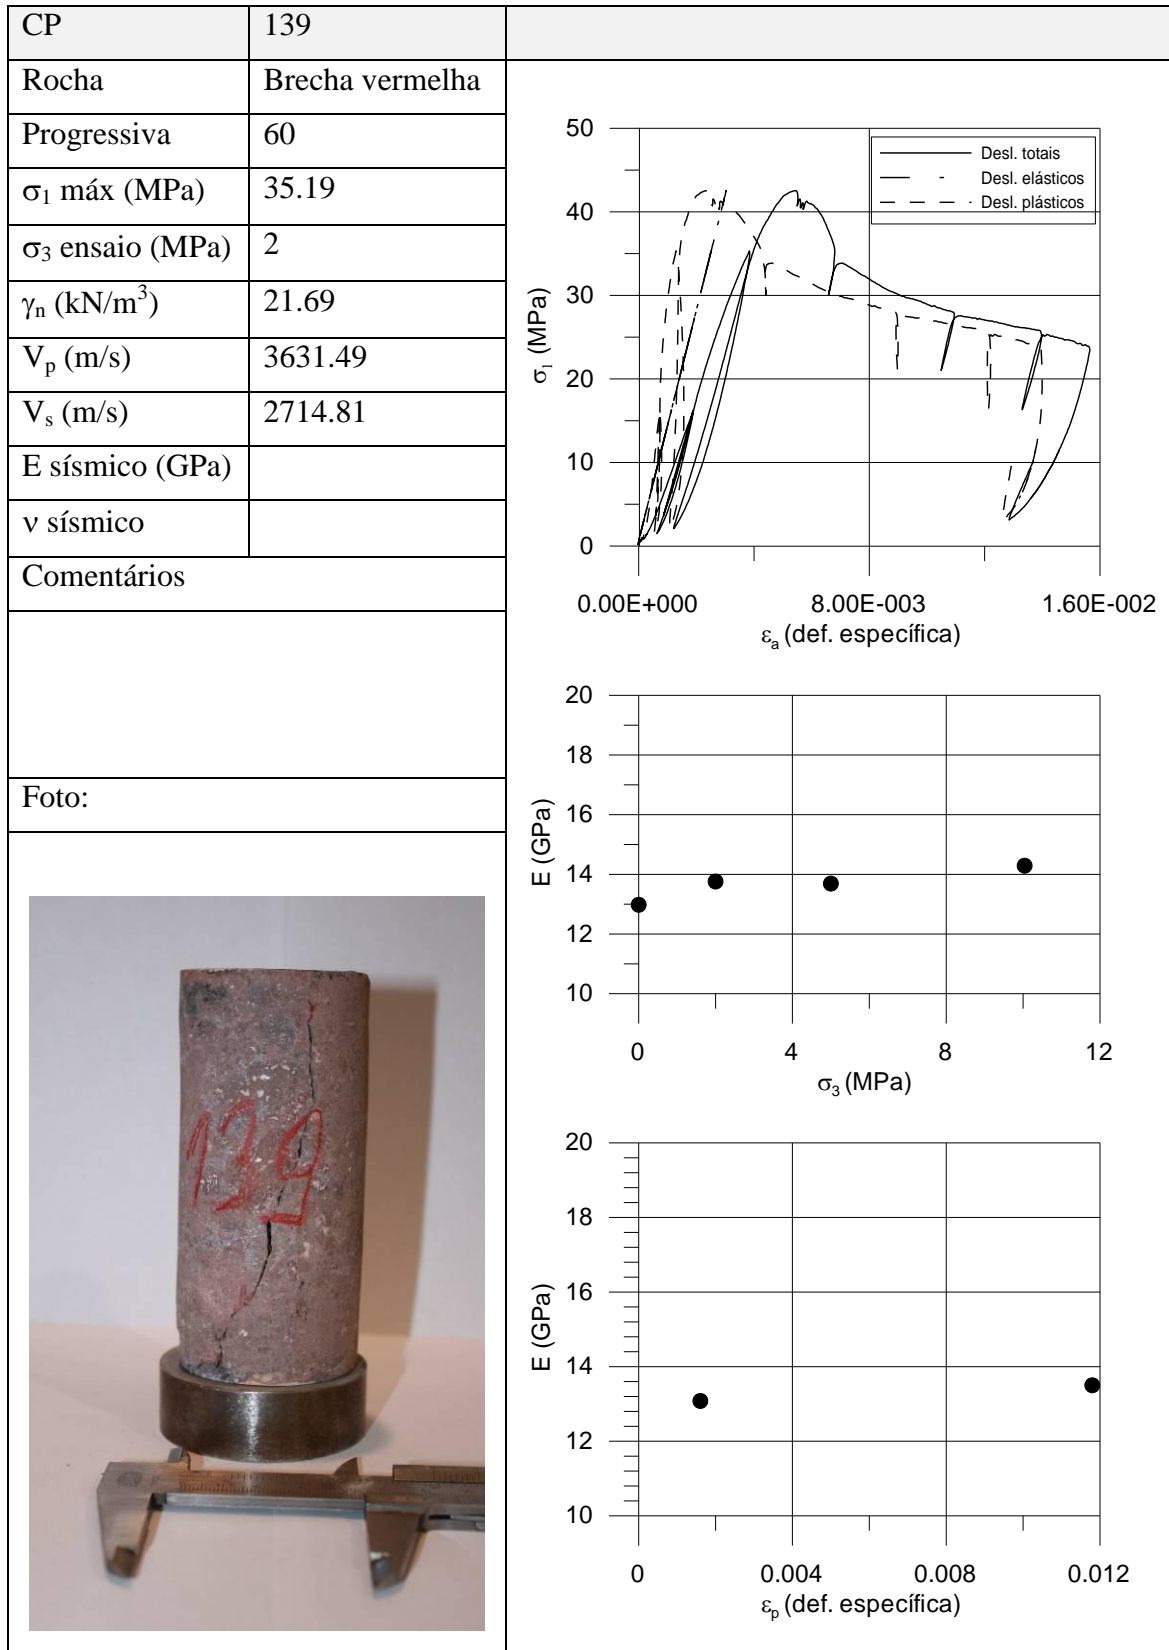 CP 139
Rocha Brecha vermelha
Progressiva 60
σ1 máx (MPa) 35.19
σ3 ensaio (MPa) 2
γn (kN/m³) 21.69
Vp (m/s) 3631.49
Vs (m/s) 2714.81
E sísmico (GPa)
ν sísmico
Comentários
Foto:
139
50
40
30
20
10
0
σ1 (MPa)
Desl. totais
Desl. elásticos
Desl. plásticos
0.00E+000 8.00E-003 1.60E-002
εa (def. específica)
20
18
16
14
12
10
E (GPa)
0 4 8 12
σ3 (MPa)
20
18
16
14
12
10
E (GPa)
0 0.004 0.008 0.012
εp (def. específica)